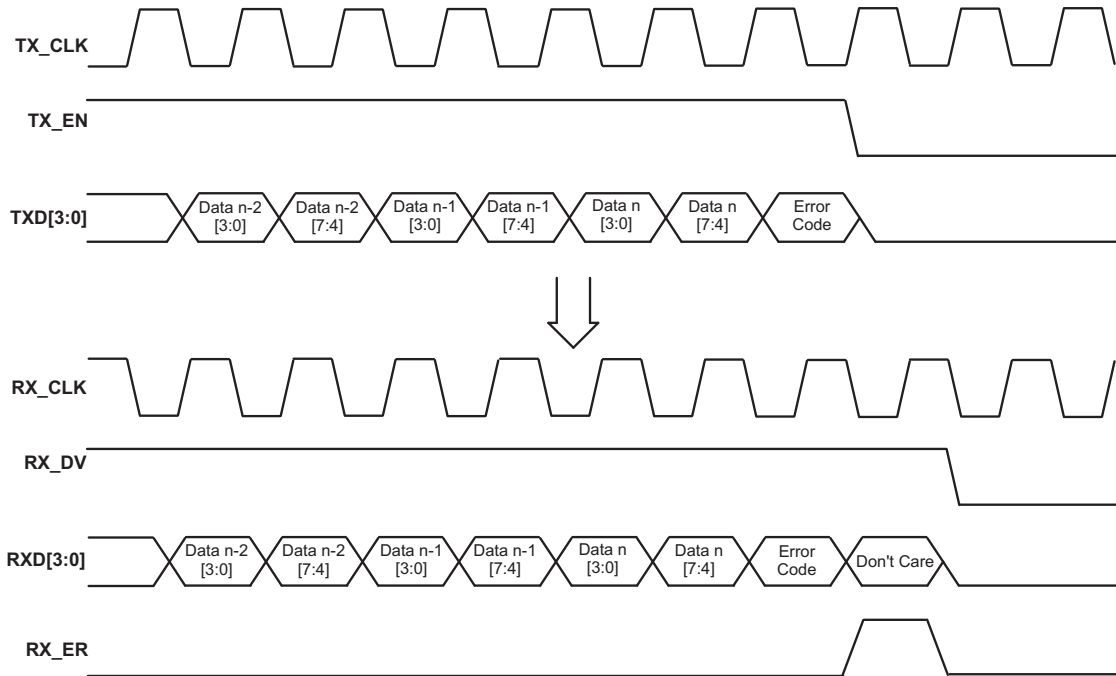 TX_CLK
TX_EN
TXD[3:0]
Data n-2
[3:0]
Data n-2
[7:4]
Data n-1
[3:0]
Data n-1
[7:4]
Data n
[3:0]
Data n
[7:4]
Error
Code
RX_CLK
RX_DV
RXD[3:0]
Data n-2
[3:0]
Data n-2
[7:4]
Data n-1
[3:0]
Data n-1
[7:4]
Data n
[3:0]
Data n
[7:4]
Error
Code
Don't Care
RX_ER